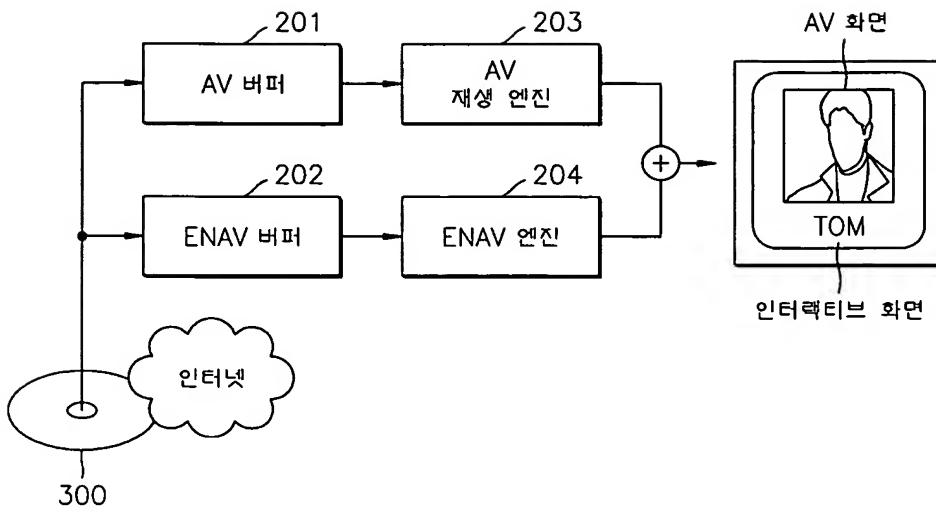 AV 화면
201
203
AV 버퍼
AV
재생 엔진
202
204
ENAV 버퍼
ENAV 엔진
TOM
인터랙티브 화면
인터넷
300